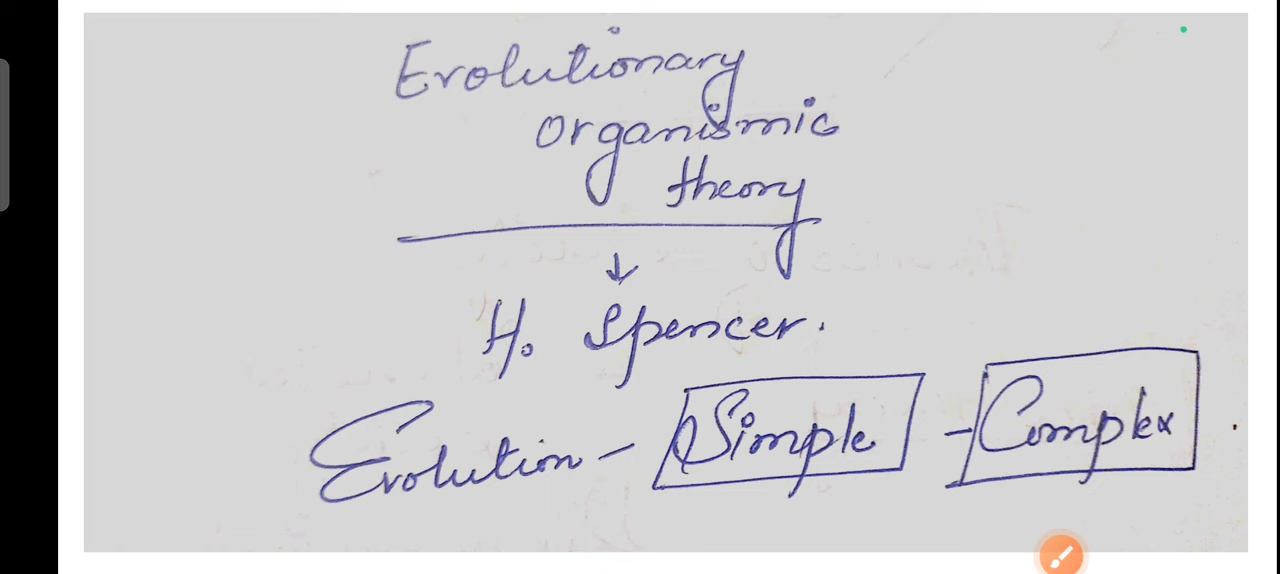 Evolutionary
organismic
theory
↓
H. Spencer.
Evolution - Simple - Complex.